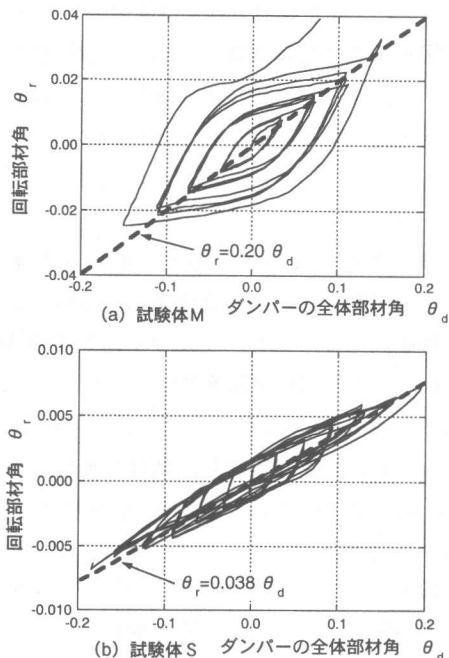 0.04
0.02
0.00
-0.02
-0.04
回転部材角 θr
θr=0.20 θd
-0.2 -0.1 0.0 0.1 0.2
(a) 試験体M ダンパーの全体部材角 θd
0.010
0.005
0.000
-0.005
-0.010
回転部材角 θr
θr=0.038 θd
-0.2 -0.1 0.0 0.1 0.2
(b) 試験体S ダンパーの全体部材角 θd